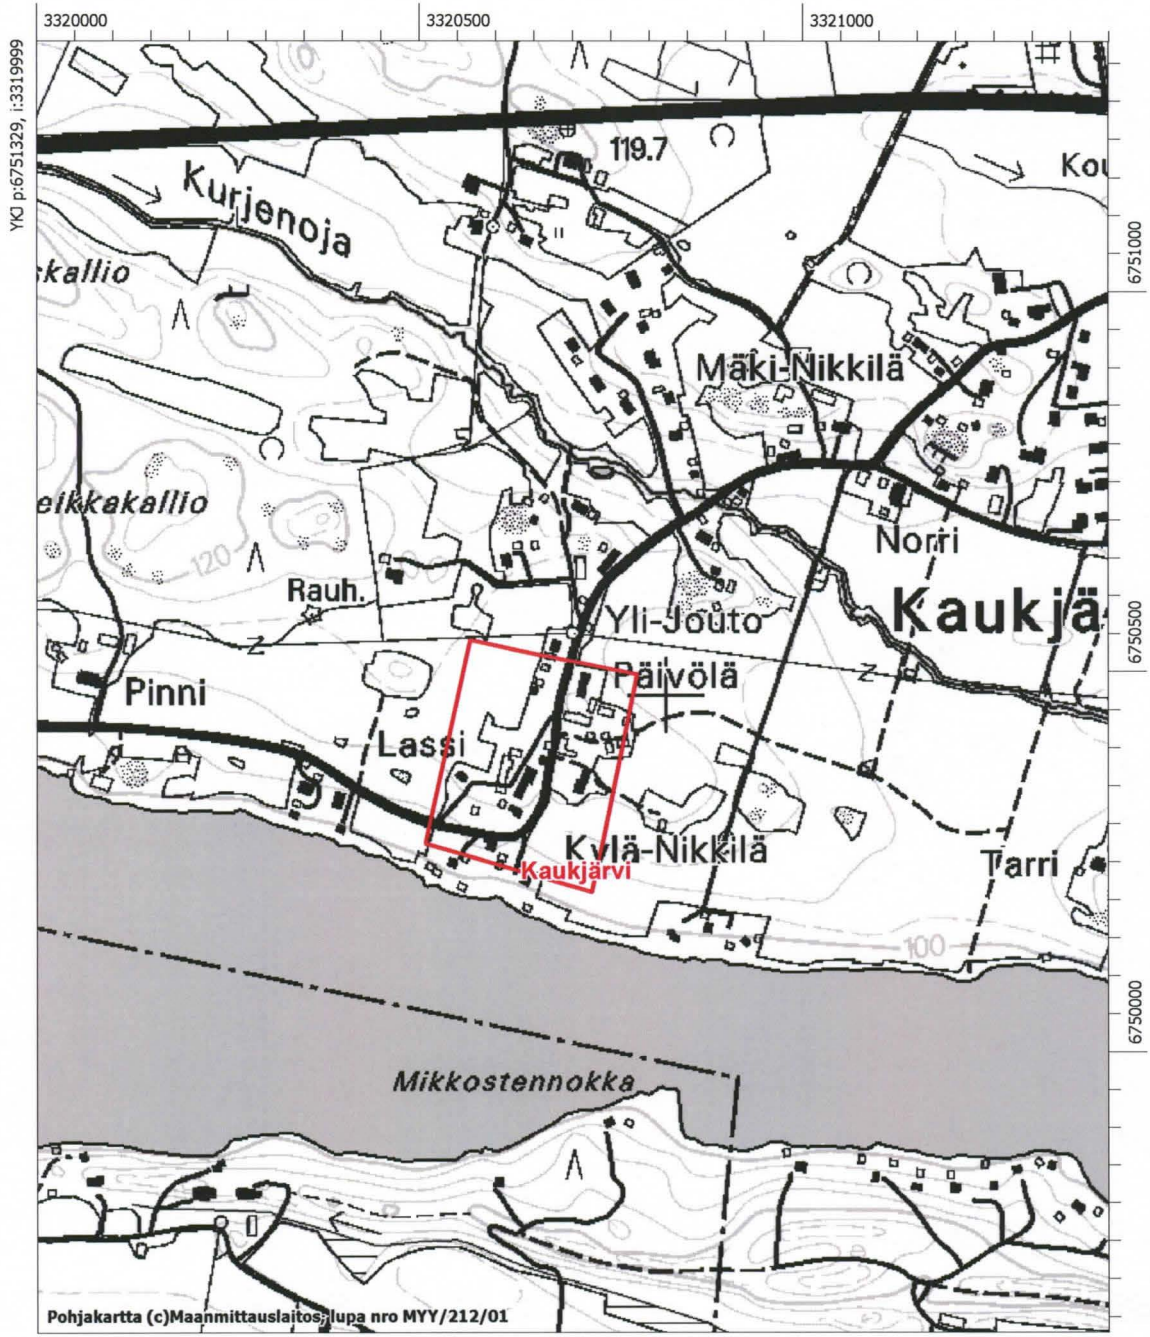 3320000
3320500
3321000
YKJ p:6751329, i:3319999
119.7
Kou
Kurjenoja
6751000
skallio
Mäki-Nikkilä
eikkakallio
Norri
120
Rauh.
Kaukjä
Yli-Jouto
6750500
Päivölä
Pinni
Lassi
Kylä-Nikkilä
Kaukjärvi
Tarri
100
6750000
Mikkostennokka
Pohjakartta (c)Maanmittauslaitos, lupa nro MYY/212/01